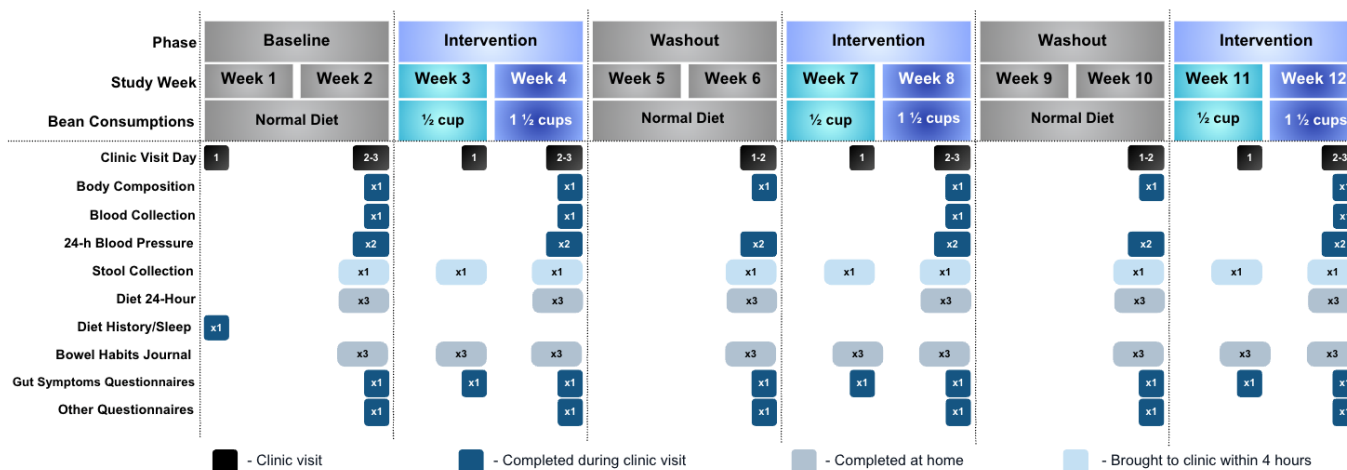 Phase Baseline Intervention Washout Intervention Washout Intervention
Study Week Week 1 Week 2 Week 3 Week 4 Week 5 Week 6 Week 7 Week 8 Week 9 Week 10 Week 11 Week 12
Bean Consumptions Normal Diet ½ cup 1 ½ cups Normal Diet ½ cup 1 ½ cups Normal Diet ½ cup 1 ½ cups
Clinic Visit Day 1 2-3 1 2-3 1-2 1 2-3 1-2 1 2-3
Body Composition x1 x1 x1 x1 x1 x1
Blood Collection x1 x1 x1 x1
24-h Blood Pressure x2 x2 x2 x2 x2 x2
Stool Collection x1 x1 x1 x1 x1 x1 x1 x1 x1
Diet 24-Hour x3 x3 x3 x3 x3 x3
Diet History/Sleep x1
Bowel Habits Journal x3 x3 x3 x3 x3 x3 x3 x3 x3
Gut Symptoms Questionnaires x1 x1 x1 x1 x1 x1 x1 x1 x1
Other Questionnaires x1 x1 x1 x1 x1 x1
- Clinic visit - Completed during clinic visit - Completed at home - Brought to clinic within 4 hours